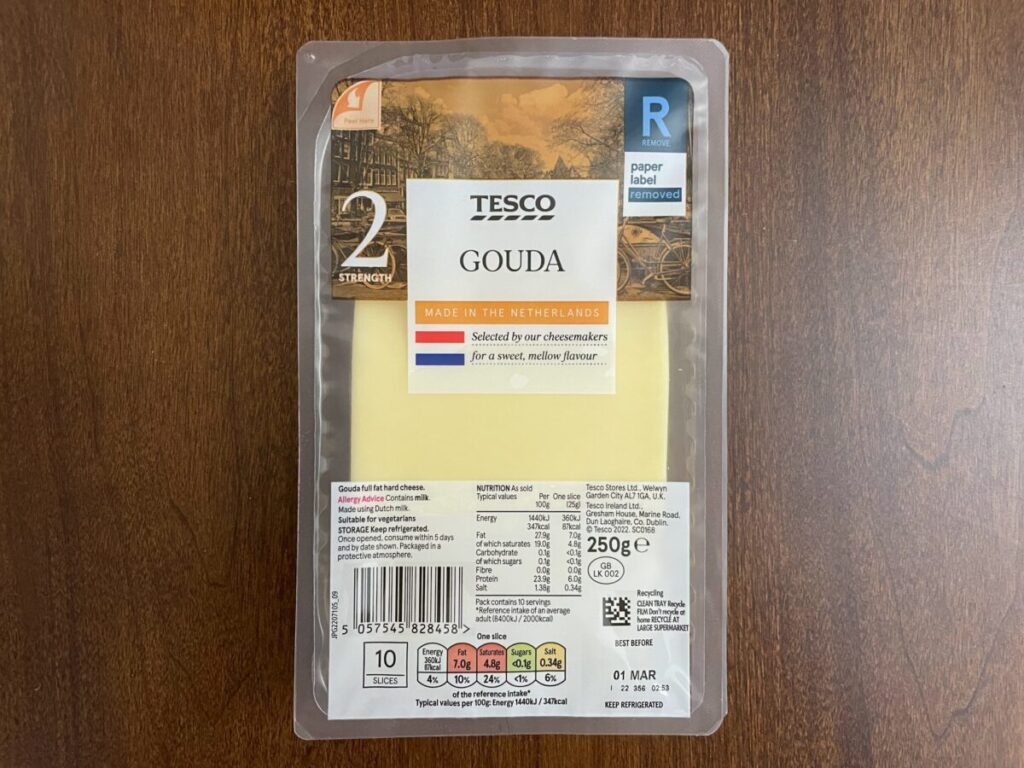 Peel Here
R
REMOVE
paper
label
removed
2
STRENGTH
TESCO
GOUDA
MADE IN THE NETHERLANDS
Selected by our cheesemakers
for a sweet, mellow flavour
Gouda full fat hard cheese.
Allergy Advice Contains milk.
Made using Dutch milk.
Suitable for vegetarians
STORAGE Keep refrigerated.
Once opened, consume within 5 days
and by date shown. Packaged in a
protective atmosphere.
JPG2207105_09
5 057545 828458 >
10
SLICES
NUTRITION As sold
Typical values Per 100g One slice (25g)
Energy 1440kJ 360kJ
347kcal 87kcal
Fat 27.9g 7.0g
of which saturates 19.0g 4.8g
Carbohydrate 0.1g <0.1g
of which sugars 0.1g <0.1g
Fibre 0.0g 0.0g
Protein 23.9g 6.0g
Salt 1.38g 0.34g
Pack contains 10 servings
*Reference intake of an average
adult (8400kJ / 2000kcal)
One slice
Energy 360kJ 87kcal 4%
Fat 7.0g 10%
Saturates 4.8g 24%
Sugars <0.1g <1%
Salt 0.34g 6%
of the reference intake*
Typical values per 100g: Energy 1440kJ / 347kcal
Tesco Stores Ltd., Welwyn
Garden City AL7 1GA, U.K.
Tesco Ireland Ltd.,
Gresham House, Marine Road,
Dun Laoghaire, Co. Dublin.
© Tesco 2022. SC0168
250g ℮
GB
LK 002
Recycling
CLEAN TRAY Recycle
FILM Don't recycle at
home RECYCLE AT
LARGE SUPERMARKET
BEST BEFORE
01 MAR
1 22 356 02:53
KEEP REFRIGERATED